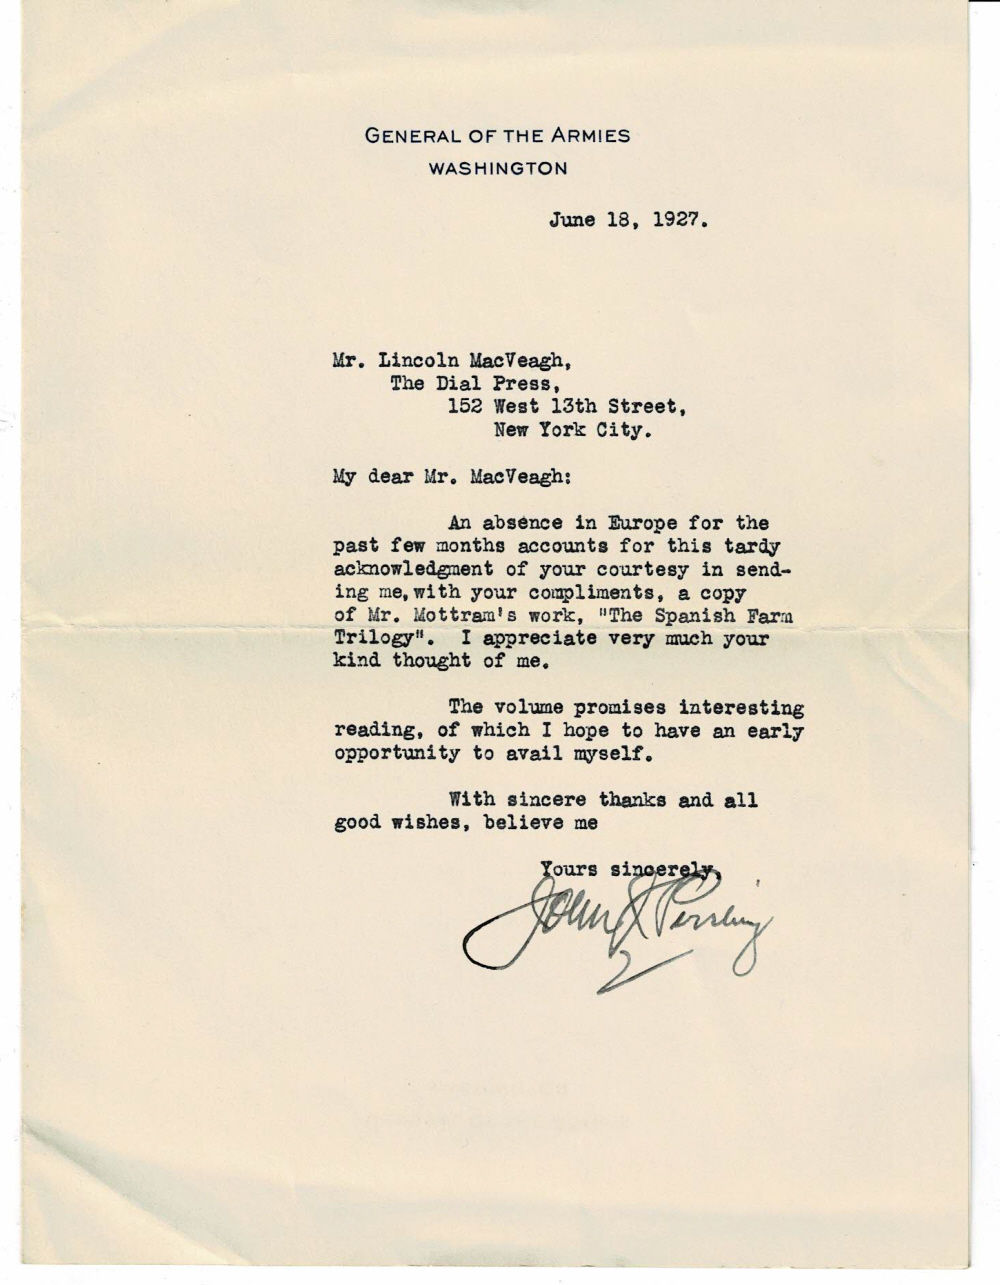 GENERAL OF THE ARMIES
WASHINGTON
June 18, 1927.
Mr. Lincoln MacVeagh,
The Dial Press,
152 West 13th Street,
New York City.
My dear Mr. MacVeagh:
An absence in Europe for the
past few months accounts for this tardy
acknowledgment of your courtesy in send-
ing me, with your compliments, a copy
of Mr. Mottram's work, "The Spanish Farm
Trilogy". I appreciate very much your
kind thought of me.
The volume promises interesting
reading, of which I hope to have an early
opportunity to avail myself.
With sincere thanks and all
good wishes, believe me
Yours sincerely,
John J Pershing